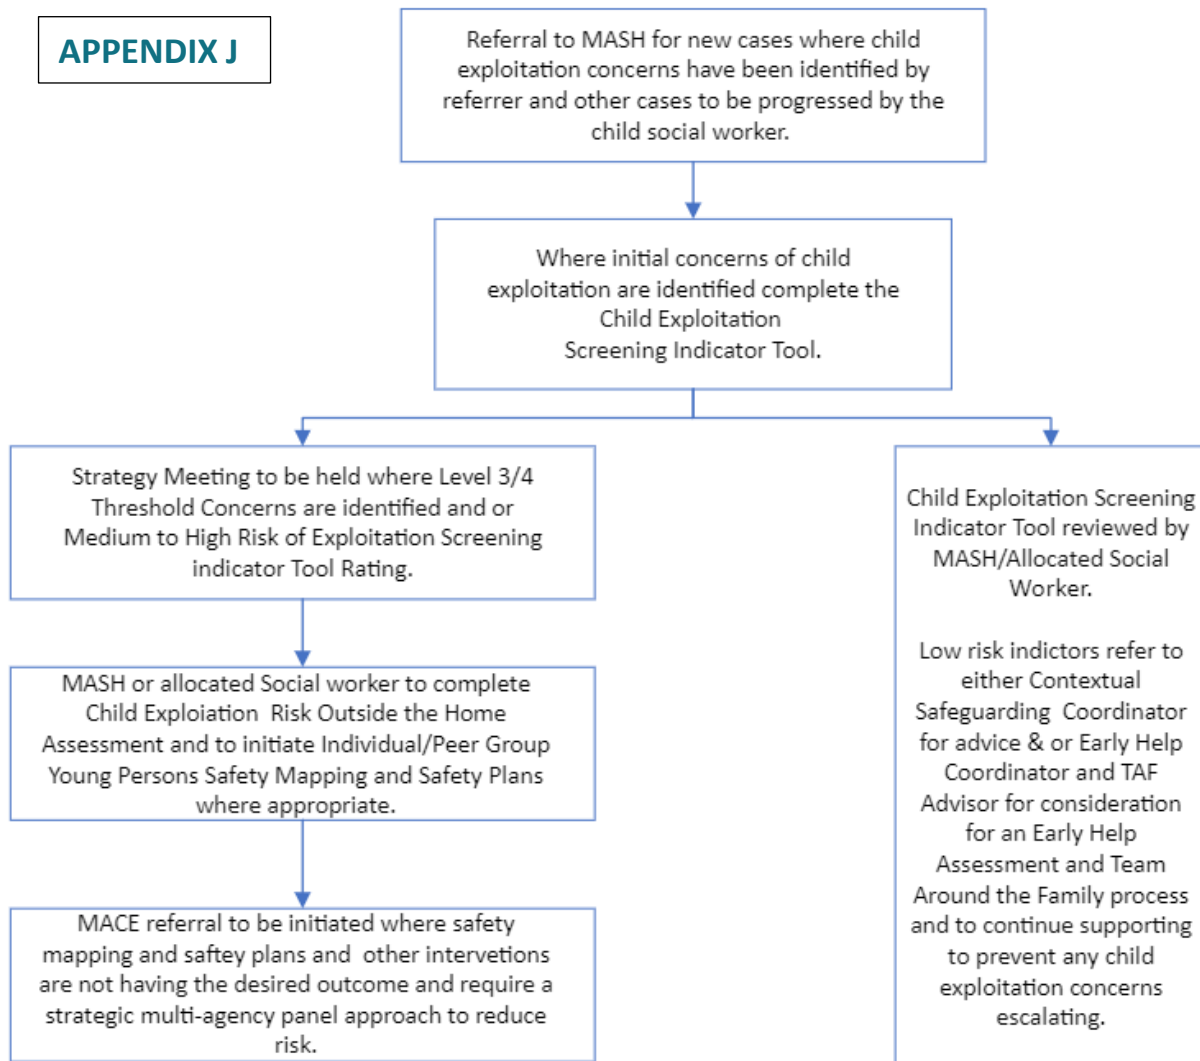 APPENDIX J
Referral to MASH for new cases where child
exploitation concerns have been identified by
referrer and other cases to be progressed by the
child social worker.
Where initial concerns of child
exploitation are identified complete the
Child Exploitation
Screening Indicator Tool.
Strategy Meeting to be held where Level 3/4
Threshold Concerns are identified and or
Medium to High Risk of Exploitation Screening
indicator Tool Rating.
MASH or allocated Social worker to complete
Child Exploiation Risk Outside the Home
Assessment and to initiate Individual/Peer Group
Young Persons Safety Mapping and Safety Plans
where appropriate.
MACE referral to be initiated where safety
mapping and saftey plans and other intervetions
are not having the desired outcome and require a
strategic multi-agency panel approach to reduce
risk.
Child Exploitation Screening
Indicator Tool reviewed by
MASH/Allocated Social
Worker.
Low risk indictors refer to
either Contextual
Safeguarding Coordinator
for advice & or Early Help
Coordinator and TAF
Advisor for consideration
for an Early Help
Assessment and Team
Around the Family process
and to continue supporting
to prevent any child
exploitation concerns
escalating.